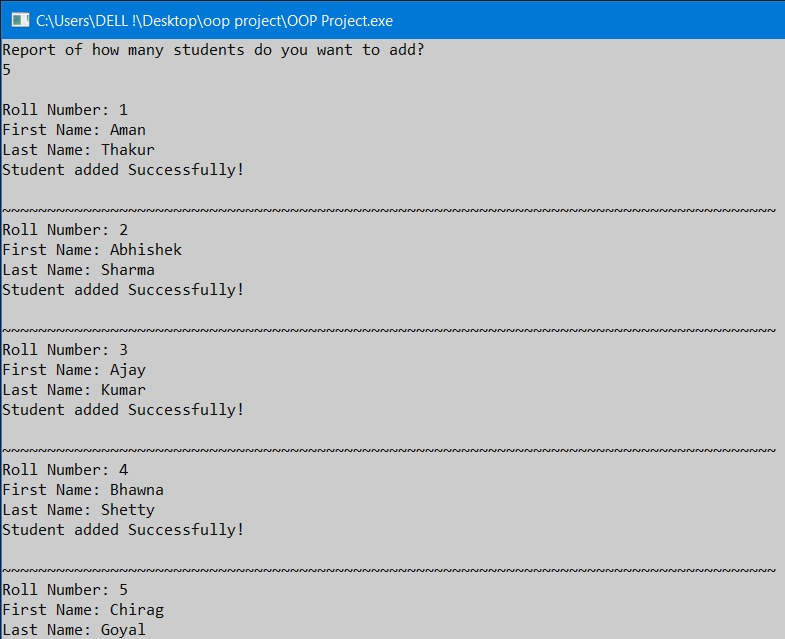 C:\Users\DELL !\Desktop\oop project\OOP Project.exe
Report of how many students do you want to add?
5
Roll Number: 1
First Name: Aman
Last Name: Thakur
Student added Successfully!
~~~~~~~~~~~~~~~~~~~~~~~~~~~~~~~~~~~~~~~~~~~~~~~~~~~~~~~~~~~~~~~~~~~~~~~~~~~~~~~~~~~~~~
Roll Number: 2
First Name: Abhishek
Last Name: Sharma
Student added Successfully!
~~~~~~~~~~~~~~~~~~~~~~~~~~~~~~~~~~~~~~~~~~~~~~~~~~~~~~~~~~~~~~~~~~~~~~~~~~~~~~~~~~~~~~
Roll Number: 3
First Name: Ajay
Last Name: Kumar
Student added Successfully!
~~~~~~~~~~~~~~~~~~~~~~~~~~~~~~~~~~~~~~~~~~~~~~~~~~~~~~~~~~~~~~~~~~~~~~~~~~~~~~~~~~~~~~
Roll Number: 4
First Name: Bhawna
Last Name: Shetty
Student added Successfully!
~~~~~~~~~~~~~~~~~~~~~~~~~~~~~~~~~~~~~~~~~~~~~~~~~~~~~~~~~~~~~~~~~~~~~~~~~~~~~~~~~~~~~~
Roll Number: 5
First Name: Chirag
Last Name: Goyal